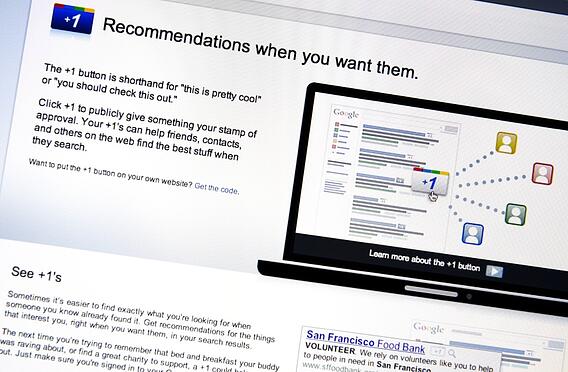 +1
Recommendations when you want them.
The +1 button is shorthand for "this is pretty cool"
or "you should check this out."
Click +1 to publicly give something your stamp of
approval. Your +1's can help friends, contacts,
and others on the web find the best stuff when
they search.
Want to put the +1 button on your own website? Get the code.
Google
+1
Learn more about the +1 button
See +1's
Sometimes it's easier to find exactly what you're looking for when
someone you know already found it. Get recommendations for the things
that interest you, right when you want them, in your search results.
The next time you're trying to remember that bed and breakfast your buddy
was raving about, or find a great charity to support, a +1 could
out. Just make sure you're signed in to your
Google
San Francisco Food Bank
VOLUNTEER. We rely on volunteers like you to help
to people in need in San Francisco.
www.sffoodbank